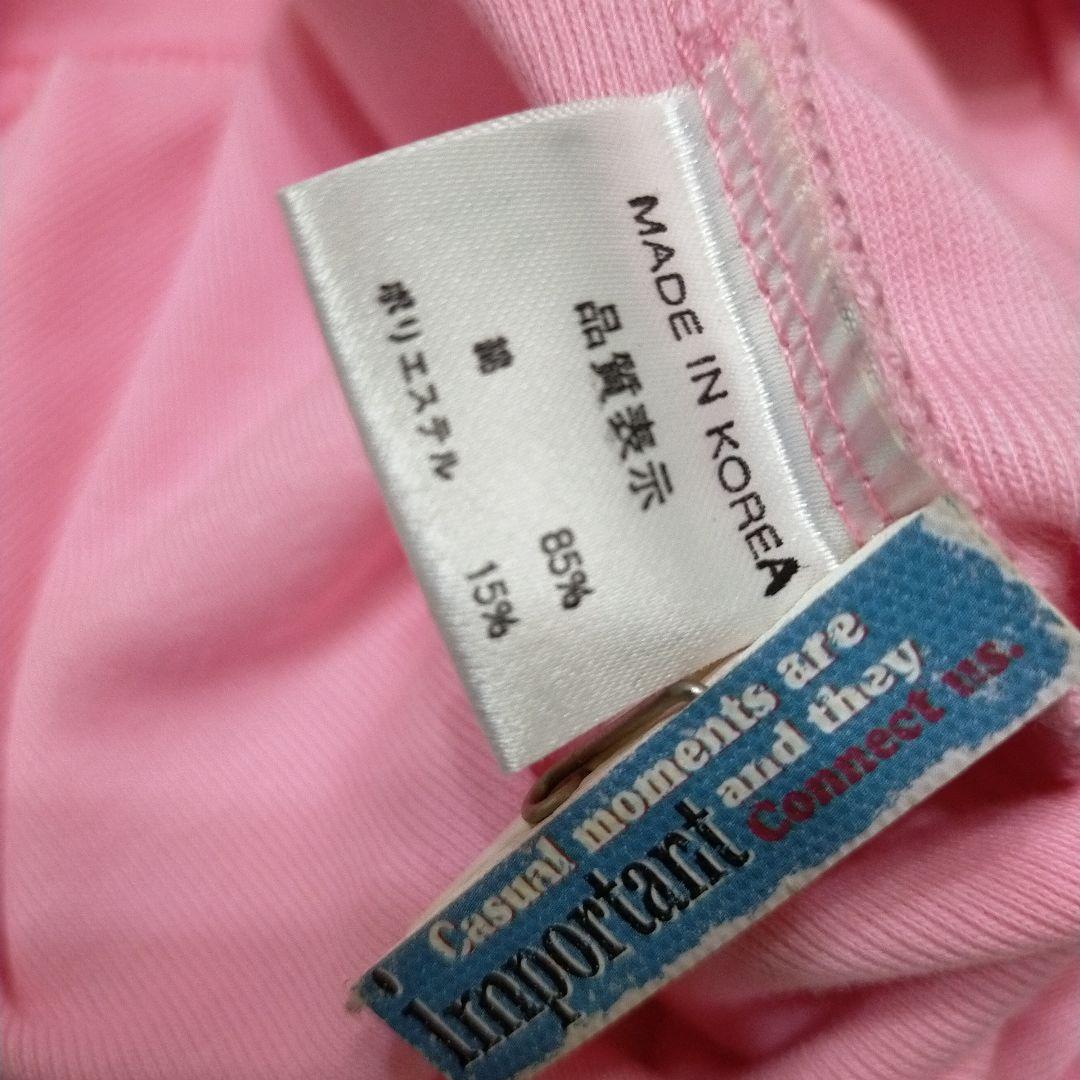 MADE IN KOREA
品質表示
綿 85%
ポリエステル 15%
Casual moments are
Important and they
Connect us.